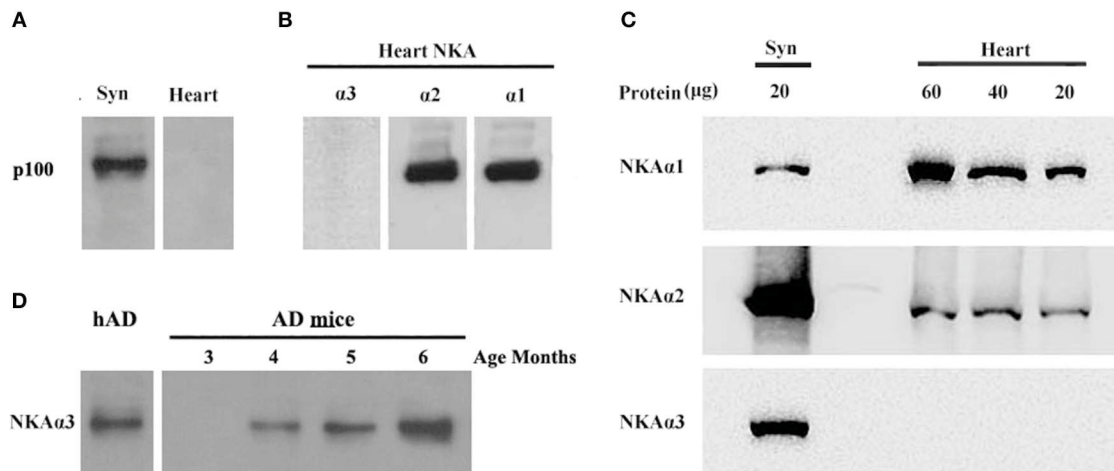 A
Syn Heart
p100
B
Heart NKA
α3 α2 α1
C
Syn Heart
Protein (µg) 20 60 40 20
NKAα1
NKAα2
NKAα3
D
hAD AD mice
3 4 5 6 Age Months
NKAα3